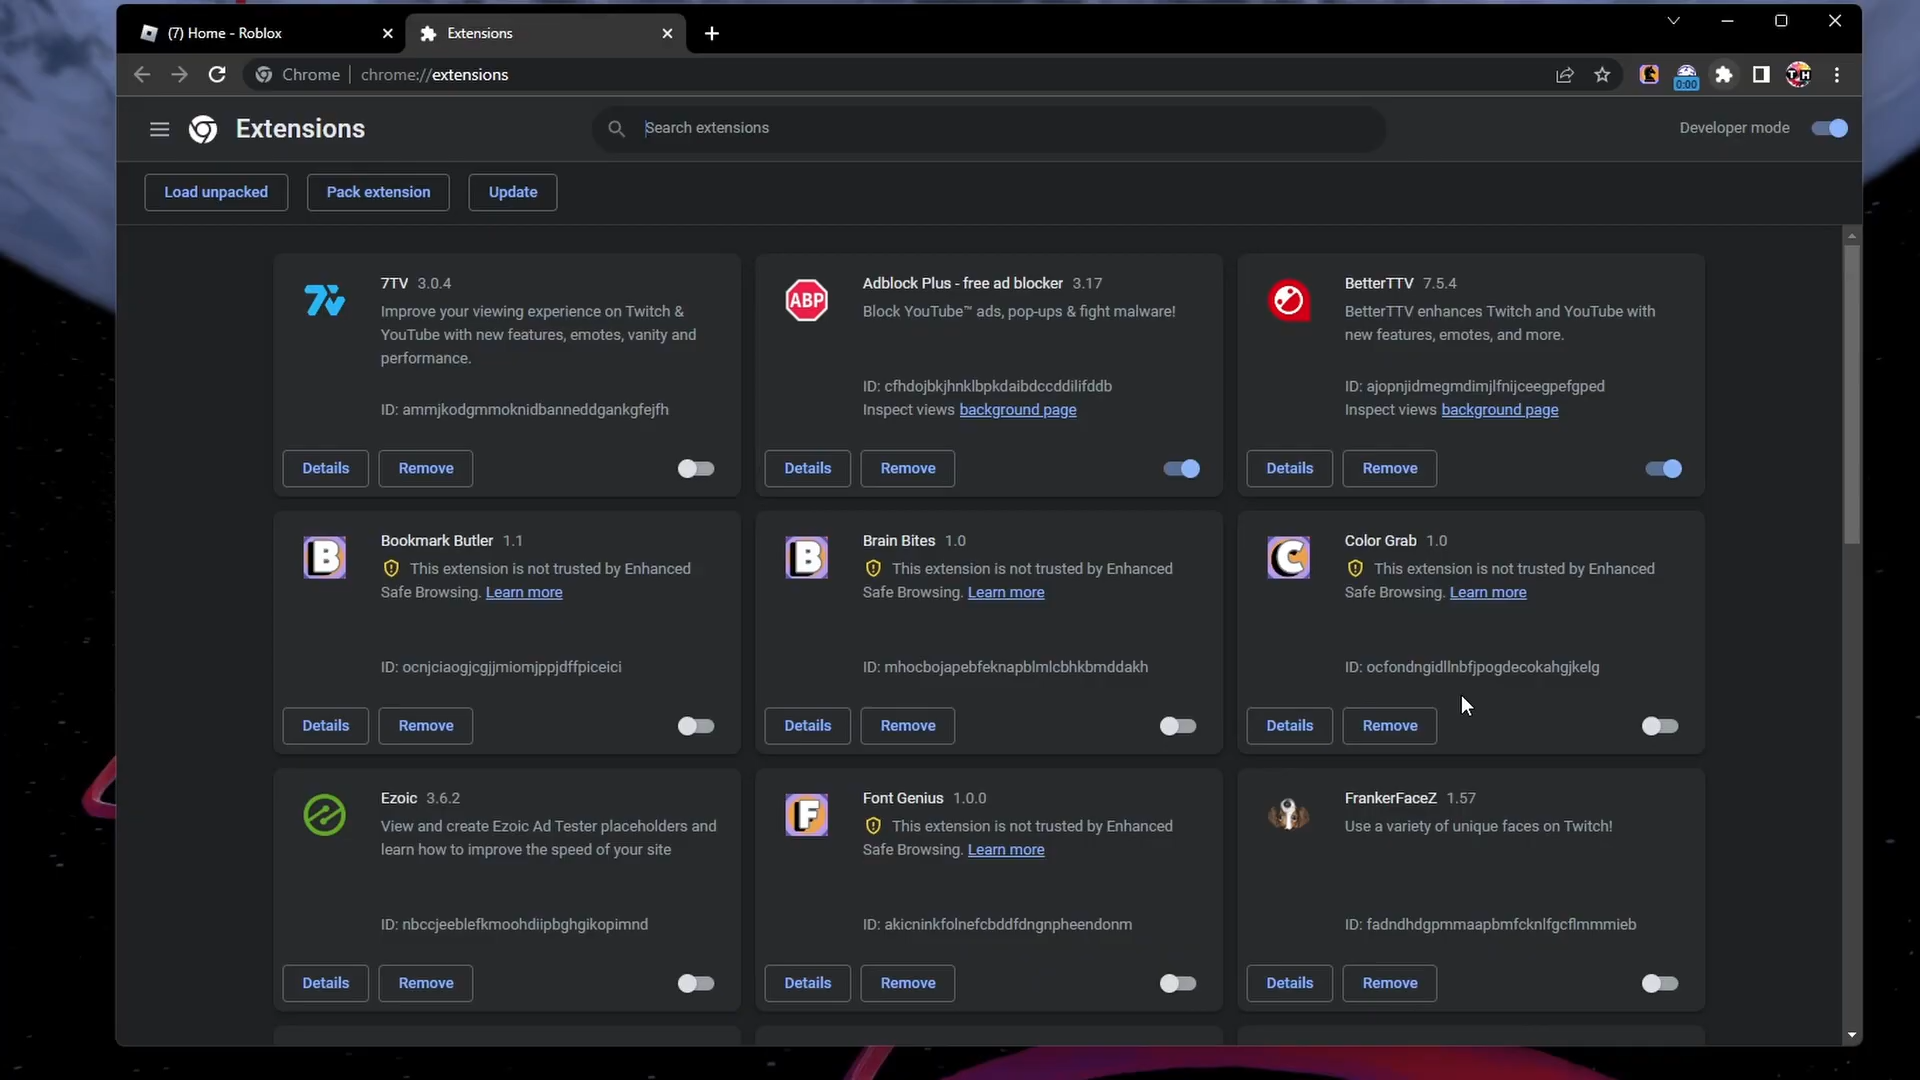 (7) Home - Roblox
Extensions
Chrome
chrome://extensions
0:00
TH
Extensions
Search extensions
Developer mode
Load unpacked
Pack extension
Update
7TV 3.0.4
Improve your viewing experience on Twitch &
YouTube with new features, emotes, vanity and
performance.
ID: ammjkodgmmoknidbanneddgankgfejfh
Details
Remove
ABP
Adblock Plus - free ad blocker 3.17
Block YouTube™ ads, pop-ups & fight malware!
ID: cfhdojbkjhnklbpkdaibdccddilifddb
Inspect views background page
Details
Remove
BetterTTV 7.5.4
BetterTTV enhances Twitch and YouTube with
new features, emotes, and more.
ID: ajopnjidmegmdimjlfnijceegpefgped
Inspect views background page
Details
Remove
B
Bookmark Butler 1.1
This extension is not trusted by Enhanced
Safe Browsing. Learn more
ID: ocnjciaogjcgjjmiomjppjdffpiceici
Details
Remove
B
Brain Bites 1.0
This extension is not trusted by Enhanced
Safe Browsing. Learn more
ID: mhocbojapebfeknapblmlcbhkbmddakh
Details
Remove
C
Color Grab 1.0
This extension is not trusted by Enhanced
Safe Browsing. Learn more
ID: ocfondngidllnbfjpogdecokahgjkelg
Details
Remove
Ezoic 3.6.2
View and create Ezoic Ad Tester placeholders and
learn how to improve the speed of your site
ID: nbccjeeblefkmoohdiipbghgikopimnd
Details
Remove
F
Font Genius 1.0.0
This extension is not trusted by Enhanced
Safe Browsing. Learn more
ID: akicninkfolnefcbddfdngnpheendonm
Details
Remove
FrankerFaceZ 1.57
Use a variety of unique faces on Twitch!
ID: fadndhdgpmmaapbmfcknlfgcflmmmieb
Details
Remove